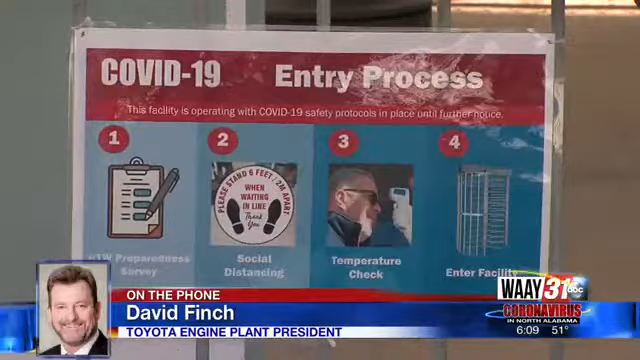 COVID-19 Entry Process
This facility is operating with COVID-19 safety protocols in place until further notice.
1 2 3 4
PLEASE STAND 6 FEET / 2M APART
WHEN
WAITING
IN LINE
Thank
you
Preparedness
Survey
Social
Distancing
Temperature
Check
Enter Facility
ON THE PHONE
David Finch
TOYOTA ENGINE PLANT PRESIDENT
WAAY 31 abc
CORONAVIRUS
IN NORTH ALABAMA
6:09 51°